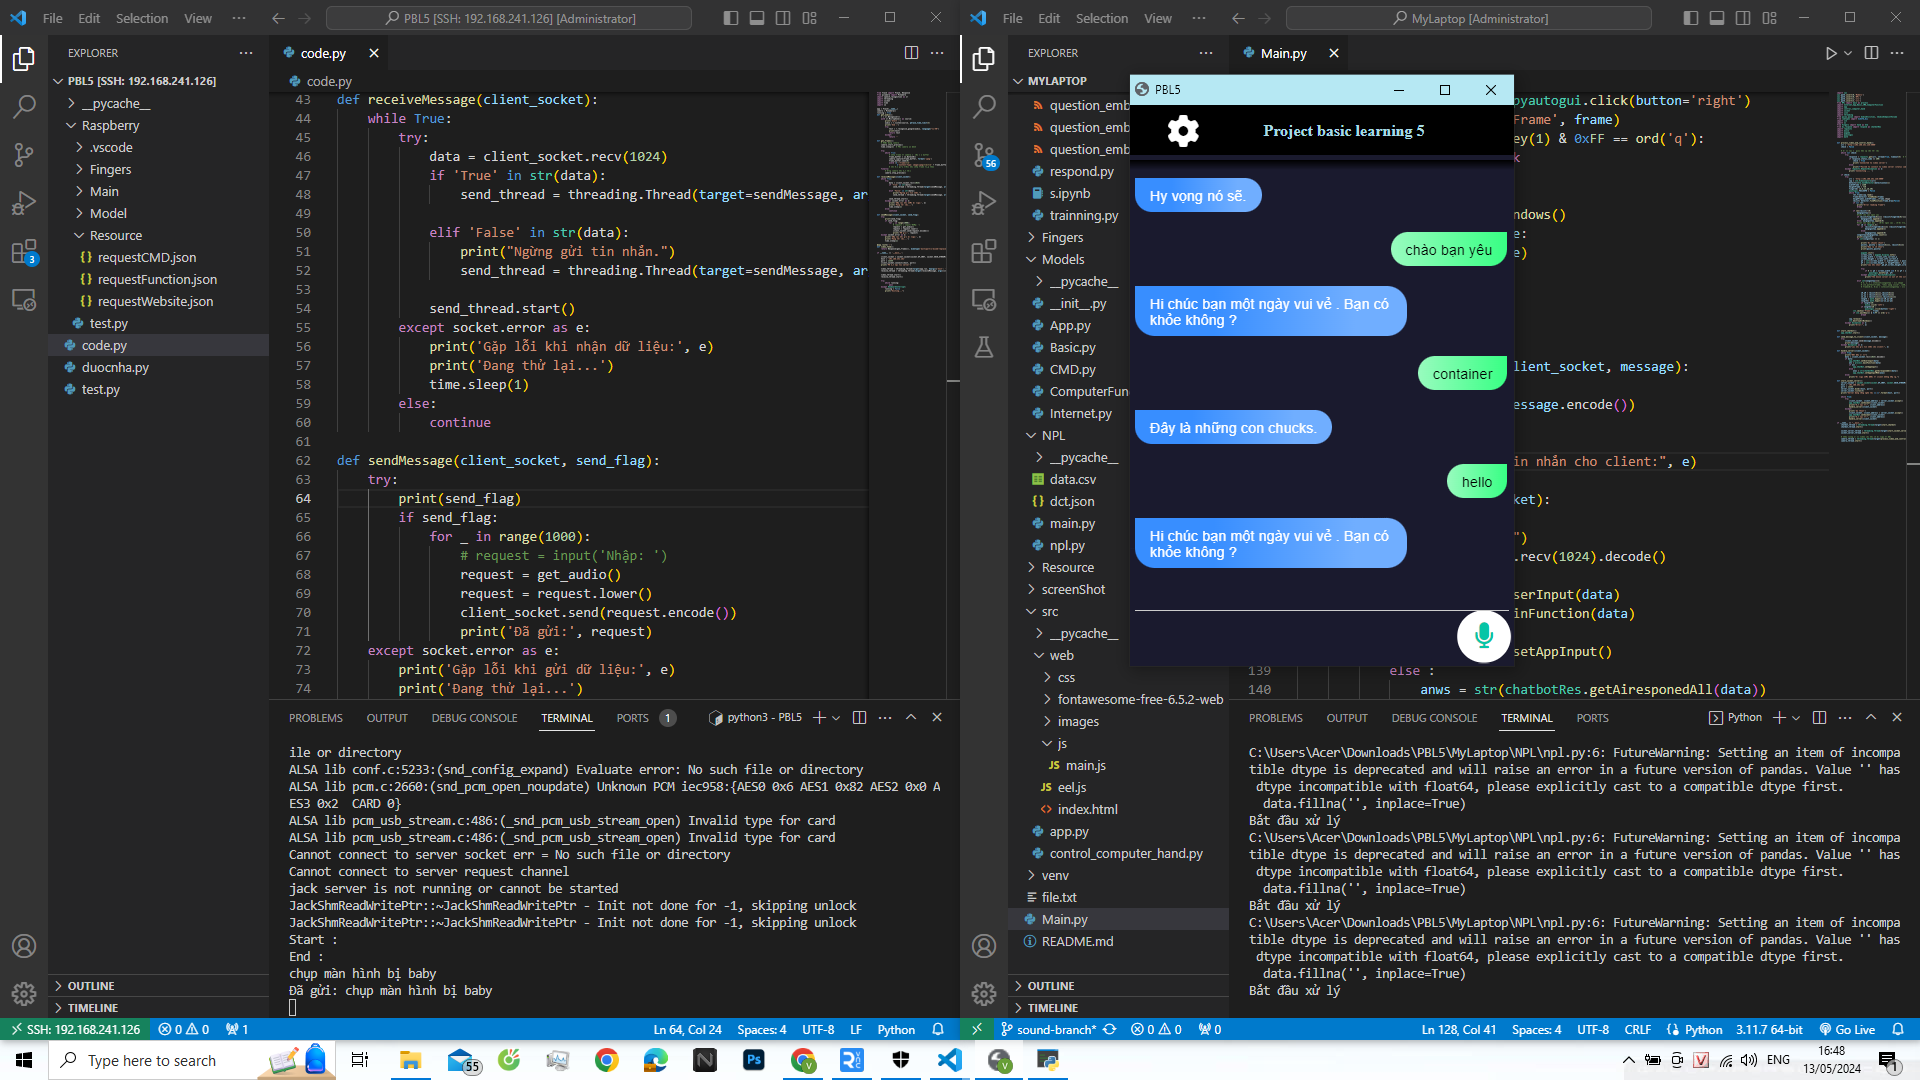 File Edit Selection View ··· PBL5 [SSH: 192.168.241.126] [Administrator]
EXPLORER
PBL5 [SSH: 192.168.241.126]
__pycache__
Raspberry
.vscode
Fingers
Main
Model
Resource
requestCMD.json
requestFunction.json
requestWebsite.json
test.py
code.py
duocnha.py
test.py
OUTLINE
TIMELINE
3
code.py
code.py
43 def receiveMessage(client_socket):
44 while True:
45 try:
46 data = client_socket.recv(1024)
47 if 'True' in str(data):
48 send_thread = threading.Thread(target=sendMessage, ar
49
50 elif 'False' in str(data):
51 print("Ngừng gửi tin nhắn.")
52 send_thread = threading.Thread(target=sendMessage, ar
53
54 send_thread.start()
55 except socket.error as e:
56 print('Gặp lỗi khi nhận dữ liệu:', e)
57 print('Đang thử lại...')
58 time.sleep(1)
59 else:
60 continue
61
62 def sendMessage(client_socket, send_flag):
63 try:
64 print(send_flag)
65 if send_flag:
66 for _ in range(1000):
67 # request = input('Nhập: ')
68 request = get_audio()
69 request = request.lower()
70 client_socket.send(request.encode())
71 print('Đã gửi:', request)
72 except socket.error as e:
73 print('Gặp lỗi khi gửi dữ liệu:', e)
74 print('Đang thử lại...')
PROBLEMS OUTPUT DEBUG CONSOLE TERMINAL PORTS 1 python3 - PBL5
ile or directory
ALSA lib conf.c:5233:(snd_config_expand) Evaluate error: No such file or directory
ALSA lib pcm.c:2660:(snd_pcm_open_noupdate) Unknown PCM iec958:{AES0 0x6 AES1 0x82 AES2 0x0 A
ES3 0x2 CARD 0}
ALSA lib pcm_usb_stream.c:486:(_snd_pcm_usb_stream_open) Invalid type for card
ALSA lib pcm_usb_stream.c:486:(_snd_pcm_usb_stream_open) Invalid type for card
Cannot connect to server socket err = No such file or directory
Cannot connect to server request channel
jack server is not running or cannot be started
JackShmReadWritePtr::~JackShmReadWritePtr - Init not done for -1, skipping unlock
JackShmReadWritePtr::~JackShmReadWritePtr - Init not done for -1, skipping unlock
Start :
End :
chụp màn hình bị baby
Đã gửi: chụp màn hình bị baby
SSH: 192.168.241.126 0 0 1 Ln 64, Col 24 Spaces: 4 UTF-8 LF Python
File Edit Selection View ··· MyLaptop [Administrator]
EXPLORER
MYLAPTOP
question_emb
question_emb
question_emb
respond.py
s.ipynb
trainning.py
Fingers
Models
__pycache__
__init__.py
App.py
Basic.py
CMD.py
ComputerFun
Internet.py
NPL
__pycache__
data.csv
dct.json
main.py
npl.py
Resource
screenShot
src
__pycache__
web
css
fontawesome-free-6.5.2-web
images
js
main.js
eel.js
index.html
app.py
control_computer_hand.py
venv
file.txt
Main.py
README.md
OUTLINE
TIMELINE
56
Main.py
pyautogui.click(button='right')
Frame', frame)
ey(1) & 0xFF == ord('q'):
k
ndows()
e:
e)
lient_socket, message):
essage.encode())
in nhắn cho client:", e)
ket):
")
.recv(1024).decode()
serInput(data)
inFunction(data)
setAppInput()
139 else :
140 anws = str(chatbotRes.getAiresponedAll(data))
PBL5
Project basic learning 5
Hy vọng nó sẽ.
chào bạn yêu
Hi chúc bạn một ngày vui vẻ . Bạn có
khỏe không ?
container
Đây là những con chucks.
hello
Hi chúc bạn một ngày vui vẻ . Bạn có
khỏe không ?
PROBLEMS OUTPUT DEBUG CONSOLE TERMINAL PORTS Python
C:\Users\Acer\Downloads\PBL5\MyLaptop\NPL\npl.py:6: FutureWarning: Setting an item of incompa
tible dtype is deprecated and will raise an error in a future version of pandas. Value '' has
dtype incompatible with float64, please explicitly cast to a compatible dtype first.
data.fillna('', inplace=True)
Bắt đầu xử lý
C:\Users\Acer\Downloads\PBL5\MyLaptop\NPL\npl.py:6: FutureWarning: Setting an item of incompa
tible dtype is deprecated and will raise an error in a future version of pandas. Value '' has
dtype incompatible with float64, please explicitly cast to a compatible dtype first.
data.fillna('', inplace=True)
Bắt đầu xử lý
C:\Users\Acer\Downloads\PBL5\MyLaptop\NPL\npl.py:6: FutureWarning: Setting an item of incompa
tible dtype is deprecated and will raise an error in a future version of pandas. Value '' has
dtype incompatible with float64, please explicitly cast to a compatible dtype first.
data.fillna('', inplace=True)
Bắt đầu xử lý
sound-branch* 0 0 0 Ln 128, Col 41 Spaces: 4 UTF-8 CRLF Python 3.11.7 64-bit Go Live
Type here to search 55 Ps ENG 16:48
13/05/2024 1